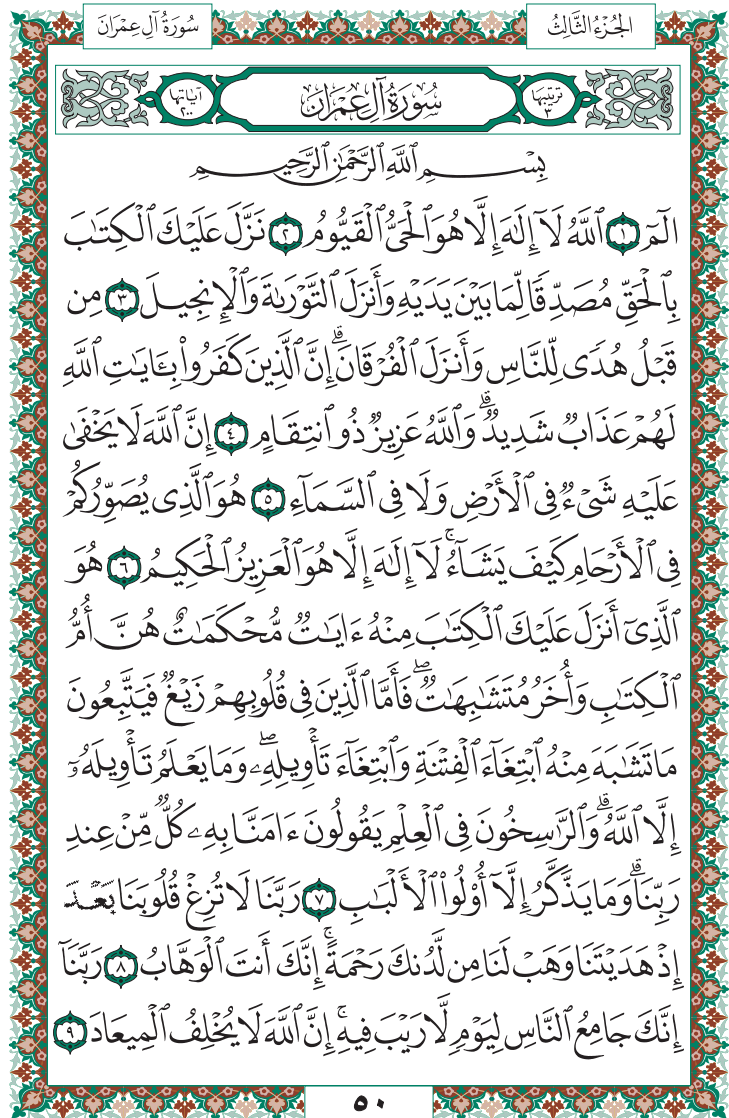 الجُزْءُ الثَّالِثُ
سُورَةُ آلِ عِمْرَانَ
ترتيبها ٣
سُورَةُ آلِ عِمْرَانَ
آياتها ٢٠٠
بِسْمِ ٱللَّهِ ٱلرَّحْمَٰنِ ٱلرَّحِيمِ
الٓمٓ ١ ٱللَّهُ لَآ إِلَٰهَ إِلَّا هُوَ ٱلْحَىُّ ٱلْقَيُّومُ ٢ نَزَّلَ عَلَيْكَ ٱلْكِتَٰبَ
بِٱلْحَقِّ مُصَدِّقًا لِّمَا بَيْنَ يَدَيْهِ وَأَنزَلَ ٱلتَّوْرَىٰةَ وَٱلْإِنجِيلَ ٣ مِن
قَبْلُ هُدًى لِّلنَّاسِ وَأَنزَلَ ٱلْفُرْقَانَ ۗ إِنَّ ٱلَّذِينَ كَفَرُوا۟ بِـَٔايَٰتِ ٱللَّهِ
لَهُمْ عَذَابٌ شَدِيدٌ ۗ وَٱللَّهُ عَزِيزٌ ذُو ٱنتِقَامٍ ٤ إِنَّ ٱللَّهَ لَا يَخْفَىٰ
عَلَيْهِ شَىْءٌ فِى ٱلْأَرْضِ وَلَا فِى ٱلسَّمَآءِ ٥ هُوَ ٱلَّذِى يُصَوِّرُكُمْ
فِى ٱلْأَرْحَامِ كَيْفَ يَشَآءُ ۚ لَآ إِلَٰهَ إِلَّا هُوَ ٱلْعَزِيزُ ٱلْحَكِيمُ ٦ هُوَ
ٱلَّذِىٓ أَنزَلَ عَلَيْكَ ٱلْكِتَٰبَ مِنْهُ ءَايَٰتٌ مُّحْكَمَٰتٌ هُنَّ أُمُّ
ٱلْكِتَٰبِ وَأُخَرُ مُتَشَٰبِهَٰتٌ ۖ فَأَمَّا ٱلَّذِينَ فِى قُلُوبِهِمْ زَيْغٌ فَيَتَّبِعُونَ
مَا تَشَٰبَهَ مِنْهُ ٱبْتِغَآءَ ٱلْفِتْنَةِ وَٱبْتِغَآءَ تَأْوِيلِهِۦ ۖ وَمَا يَعْلَمُ تَأْوِيلَهُۥٓ
إِلَّا ٱللَّهُ ۗ وَٱلرَّٰسِخُونَ فِى ٱلْعِلْمِ يَقُولُونَ ءَامَنَّا بِهِۦ كُلٌّ مِّنْ عِندِ
رَبِّنَا ۗ وَمَا يَذَّكَّرُ إِلَّآ أُو۟لُوا۟ ٱلْأَلْبَٰبِ ٧ رَبَّنَا لَا تُزِغْ قُلُوبَنَا بَعْدَ
إِذْ هَدَيْتَنَا وَهَبْ لَنَا مِن لَّدُنكَ رَحْمَةً ۚ إِنَّكَ أَنتَ ٱلْوَهَّابُ ٨ رَبَّنَآ
إِنَّكَ جَامِعُ ٱلنَّاسِ لِيَوْمٍ لَّا رَيْبَ فِيهِ ۚ إِنَّ ٱللَّهَ لَا يُخْلِفُ ٱلْمِيعَادَ ٩
٥٠